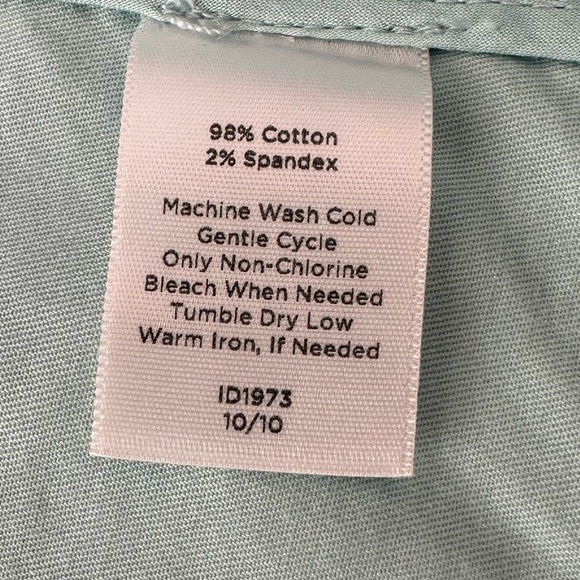 98% Cotton
2% Spandex
Machine Wash Cold
Gentle Cycle
Only Non-Chlorine
Bleach When Needed
Tumble Dry Low
Warm Iron, If Needed
ID1973
10/10